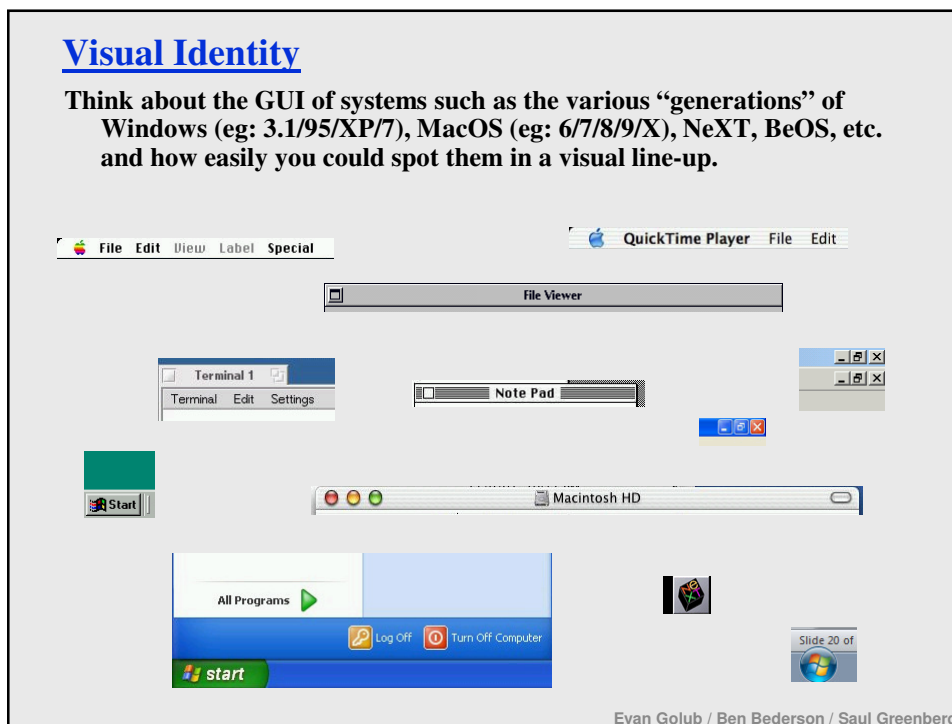 Visual Identity
Think about the GUI of systems such as the various “generations” of
Windows (eg: 3.1/95/XP/7), MacOS (eg: 6/7/8/9/X), NeXT, BeOS, etc.
and how easily you could spot them in a visual line-up.
File Edit View Label Special
QuickTime Player File Edit
File Viewer
Terminal 1
Terminal Edit Settings
Note Pad
Start
Macintosh HD
All Programs
Log Off Turn Off Computer
start
NeXT
Slide 20 of
Evan Golub / Ben Bederson / Saul Greenberg